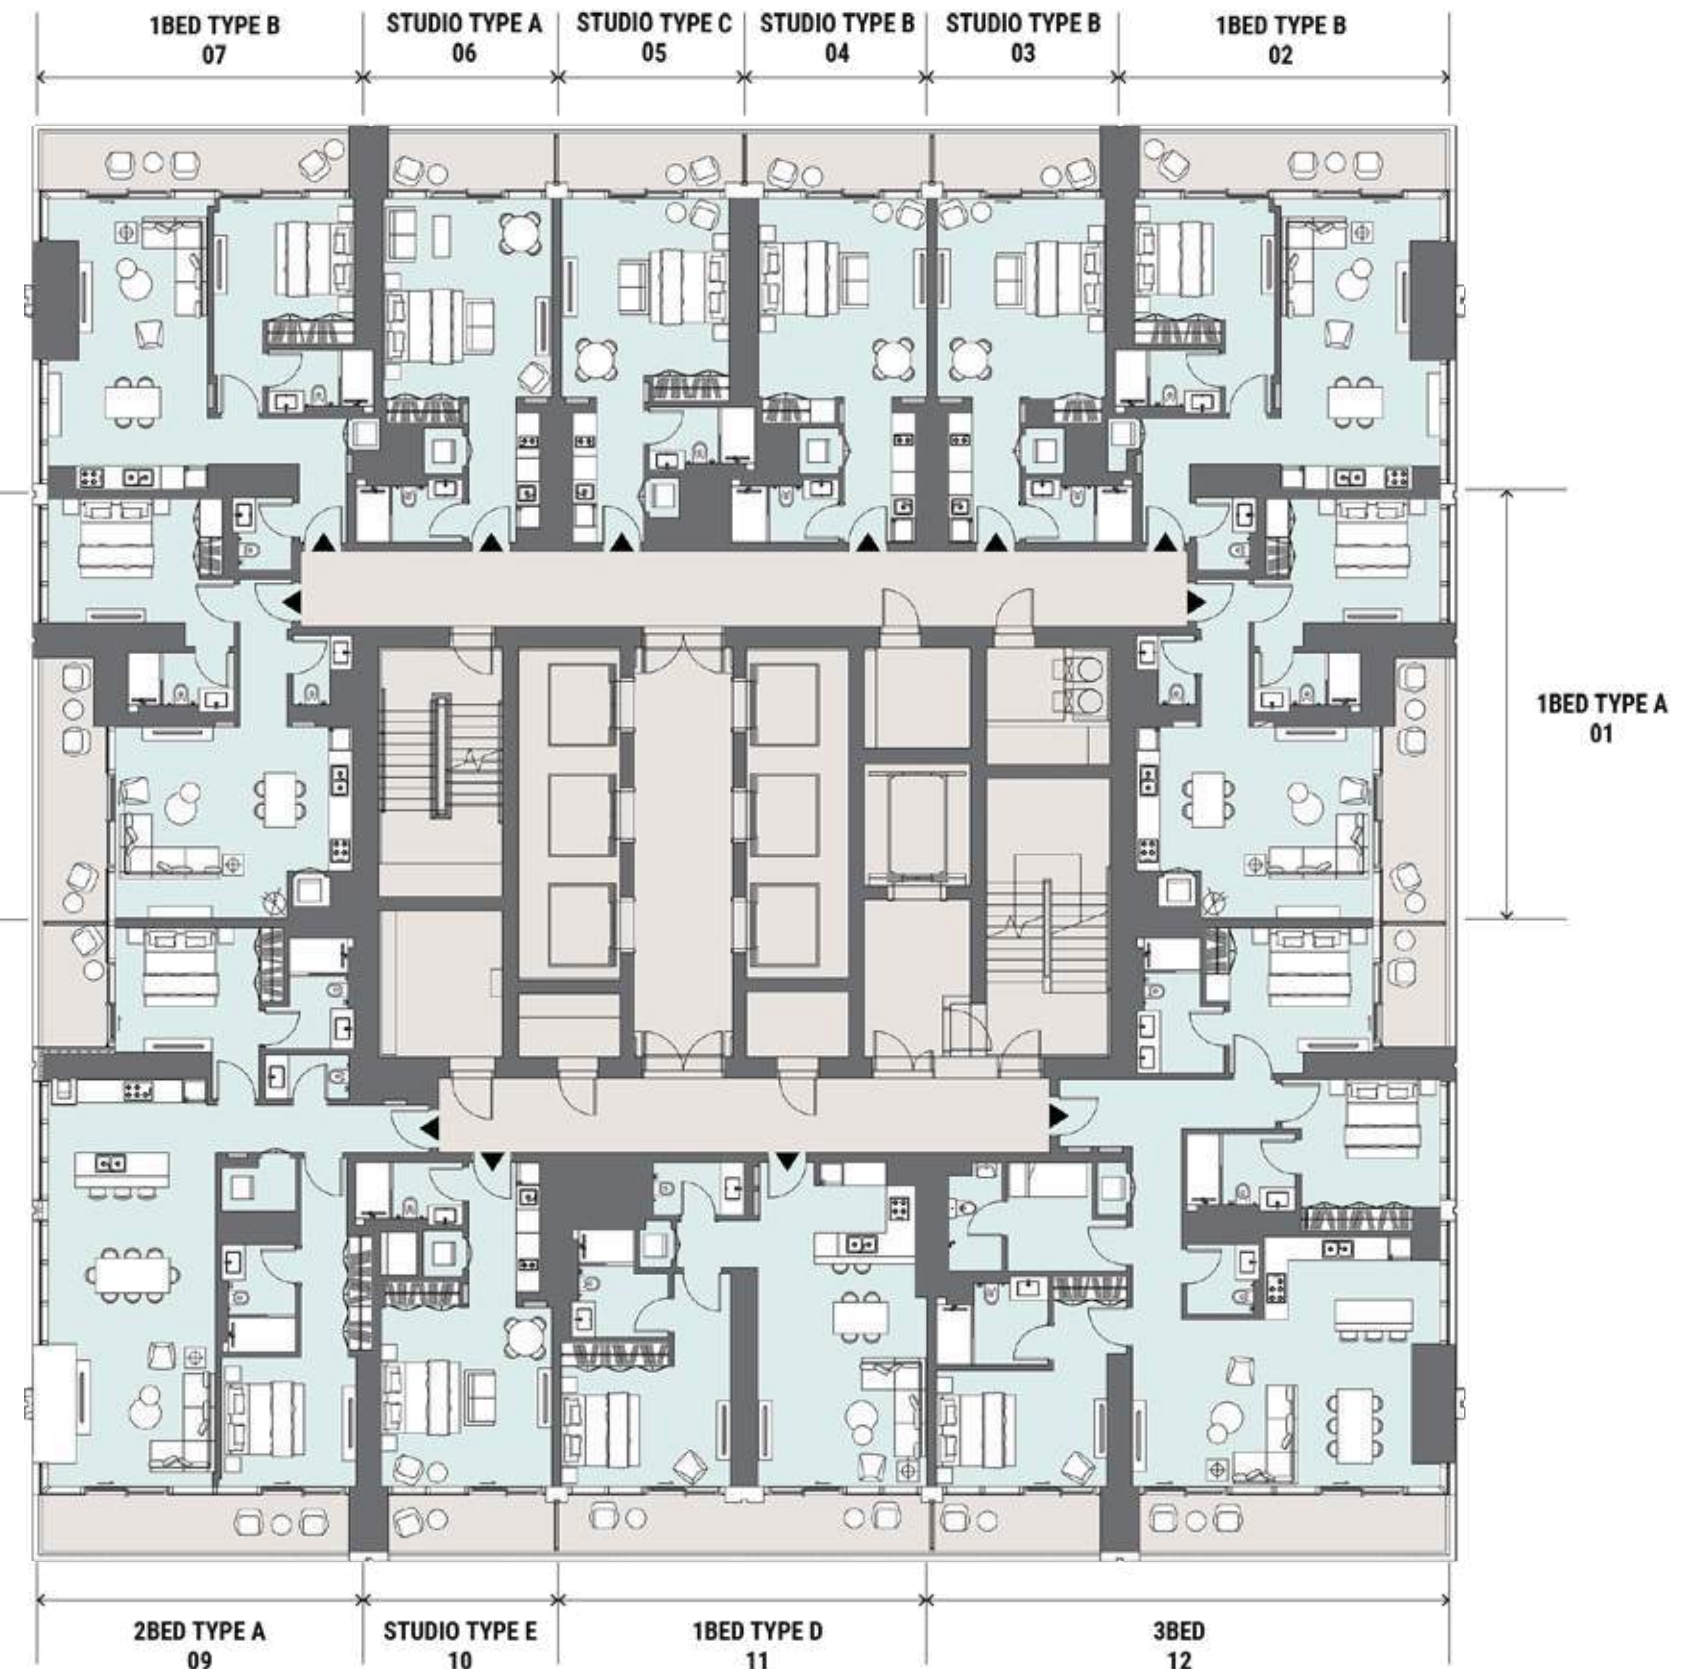 1BED TYPE B
07
STUDIO TYPE A
06
STUDIO TYPE C
05
STUDIO TYPE B
04
STUDIO TYPE B
03
1BED TYPE B
02
1BED TYPE A
01
2BED TYPE A
09
STUDIO TYPE E
10
1BED TYPE D
11
3BED
12